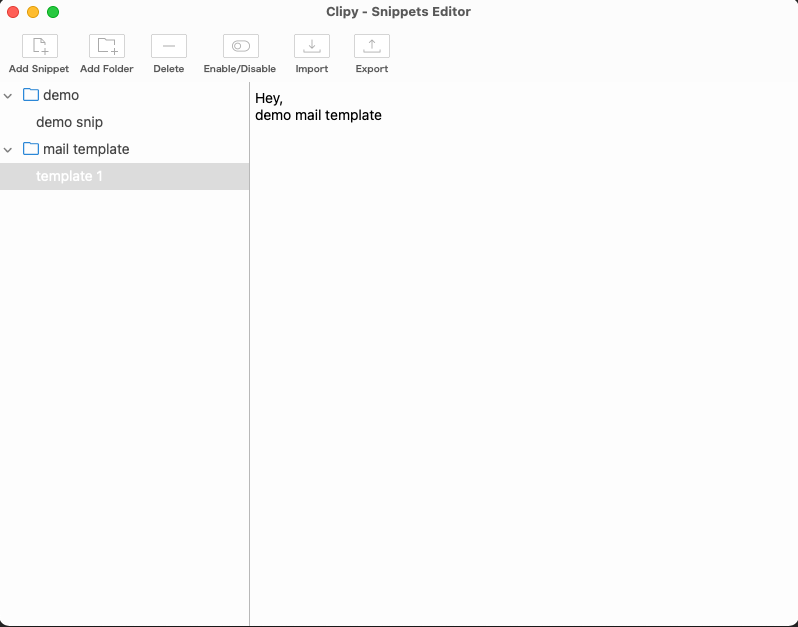 Clipy - Snippets Editor
Add Snippet Add Folder Delete Enable/Disable Import Export
demo
demo snip
mail template
template 1
Hey,
demo mail template